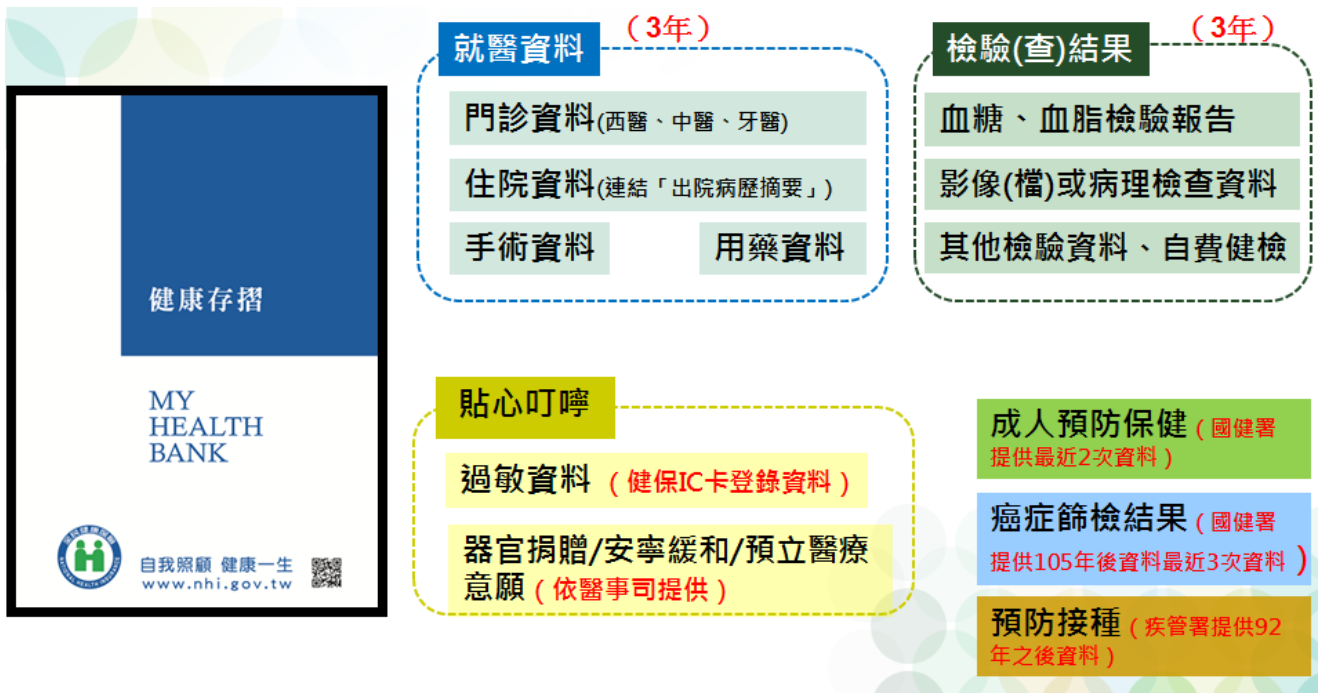 健康存摺
MY
HEALTH
BANK
自我照顧 健康一生
www.nhi.gov.tw
就醫資料
（3年）
門診資料(西醫、中醫、牙醫)
住院資料(連結「出院病歷摘要」)
手術資料
用藥資料
檢驗(查)結果
（3年）
血糖、血脂檢驗報告
影像(檔)或病理檢查資料
其他檢驗資料、自費健檢
貼心叮嚀
過敏資料（健保IC卡登錄資料）
器官捐贈/安寧緩和/預立醫療
意願（依醫事司提供）
成人預防保健（國健署
提供最近2次資料）
癌症篩檢結果（國健署
提供105年後資料最近3次資料）
預防接種（疾管署提供92
年之後資料）